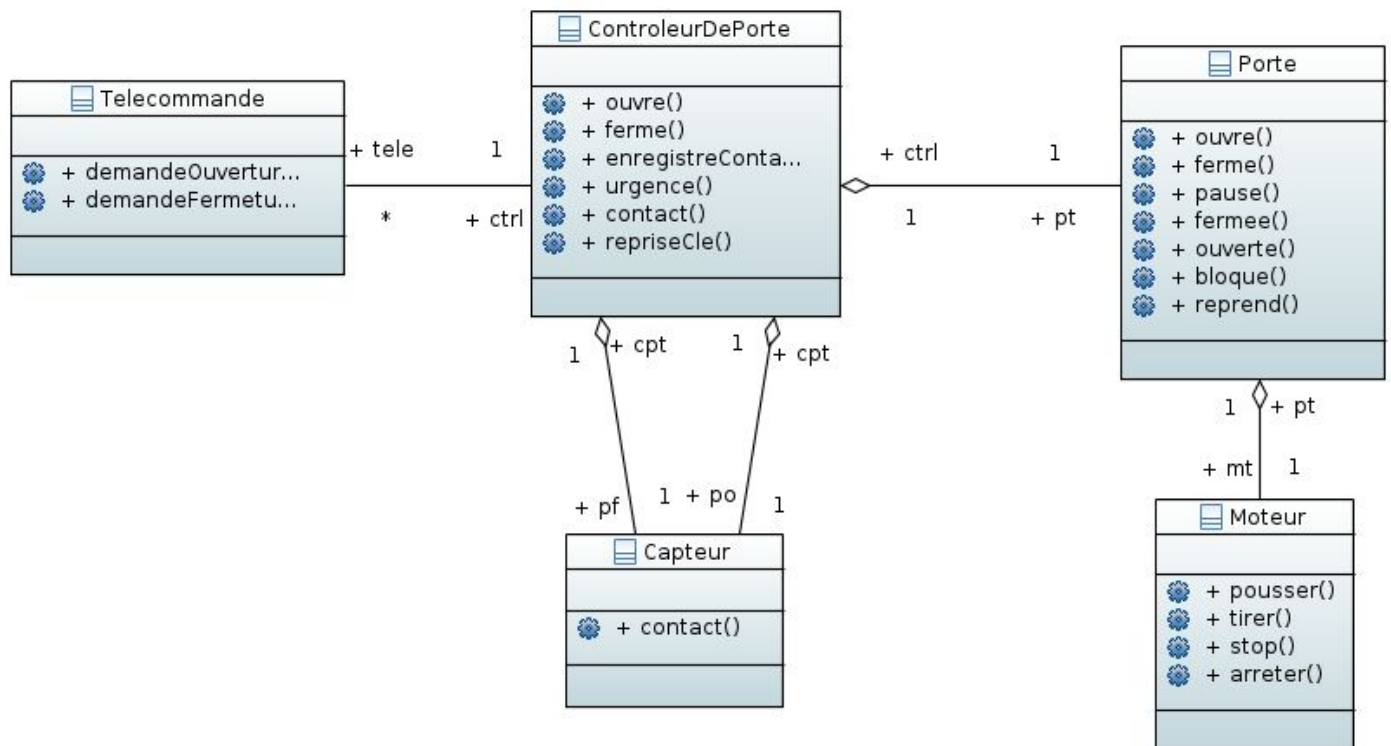 ControleurDePorte
+ ouvre()
+ ferme()
+ enregistreConta...
+ urgence()
+ contact()
+ repriseCle()
Telecommande
+ demandeOuvertur...
+ demandeFermetu...
+ tele
1
*
+ ctrl
+ ctrl
1
1
+ pt
Porte
+ ouvre()
+ ferme()
+ pause()
+ fermee()
+ ouverte()
+ bloque()
+ reprend()
1
+ cpt
1
+ cpt
+ pf
1
+ po
1
Capteur
+ contact()
1
+ pt
+ mt
1
Moteur
+ pousser()
+ tirer()
+ stop()
+ arreter()